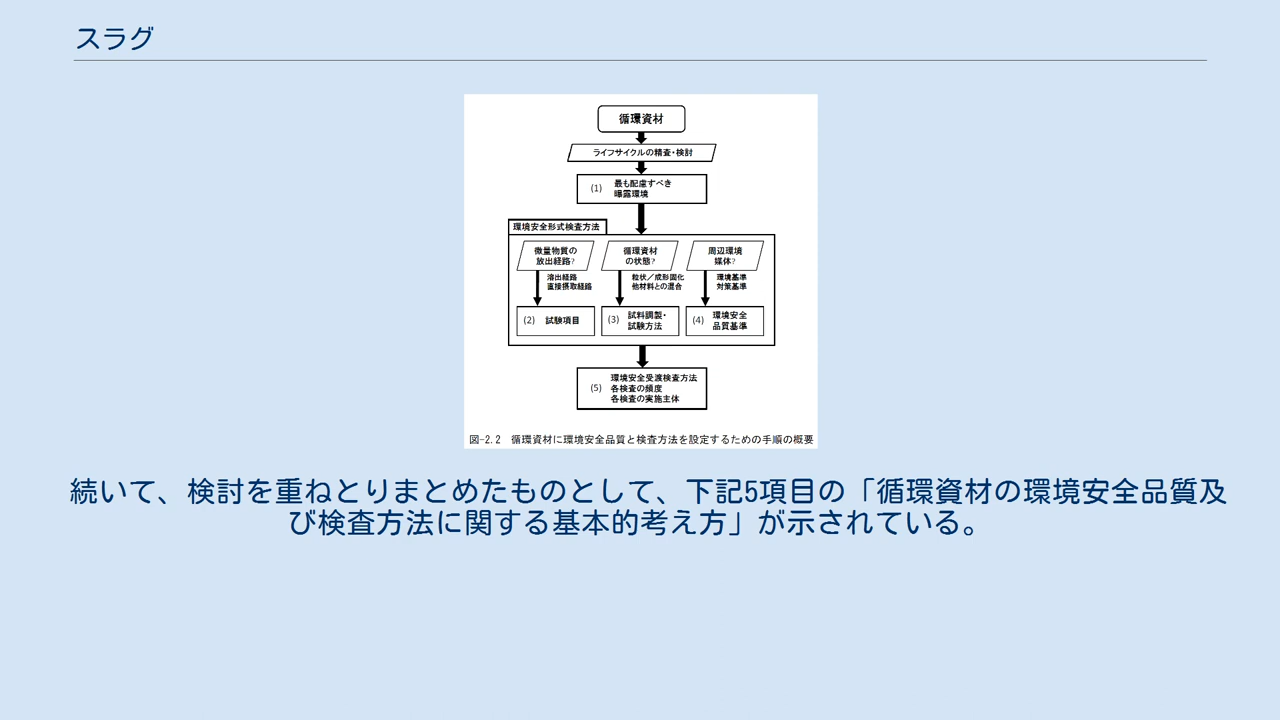 スラグ
循環資材
ライフサイクルの精査・検討
(1) 最も配慮すべき
曝露環境
環境安全形式検査方法
微量物質の
放出経路?
循環資材
の状態?
周辺環境
媒体?
溶出経路
直接摂取経路
粒状／成形固化
他材料との混合
環境基準
対策基準
(2) 試験項目
(3) 試料調製・
試験方法
(4) 環境安全
品質基準
環境安全受渡検査方法
(5) 各検査の頻度
各検査の実施主体
図-2.2 循環資材に環境安全品質と検査方法を設定するための手順の概要
続いて、検討を重ねとりまとめたものとして、下記5項目の「循環資材の環境安全品質及
び検査方法に関する基本的考え方」が示されている。